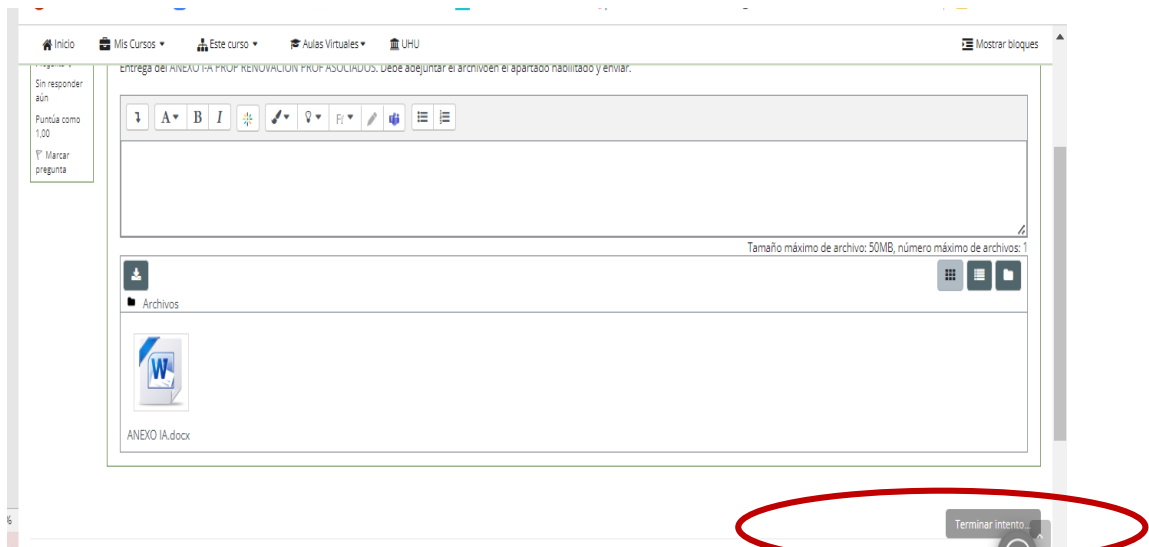 Inicio Mis Cursos Este curso Aulas Virtuales UHU Mostrar bloques
Entrega del ANEXO I-A PROP RENOVACION PROF ASOCIADOS. Debe adejuntar el archivoen el apartado habilitado y enviar.
Sin responder
aún
Puntúa como
1,00
Marcar
pregunta
A B I Ff
Tamaño máximo de archivo: 50MB, número máximo de archivos: 1
Archivos
W
ANEXO IA.docx
%
Terminar intento...